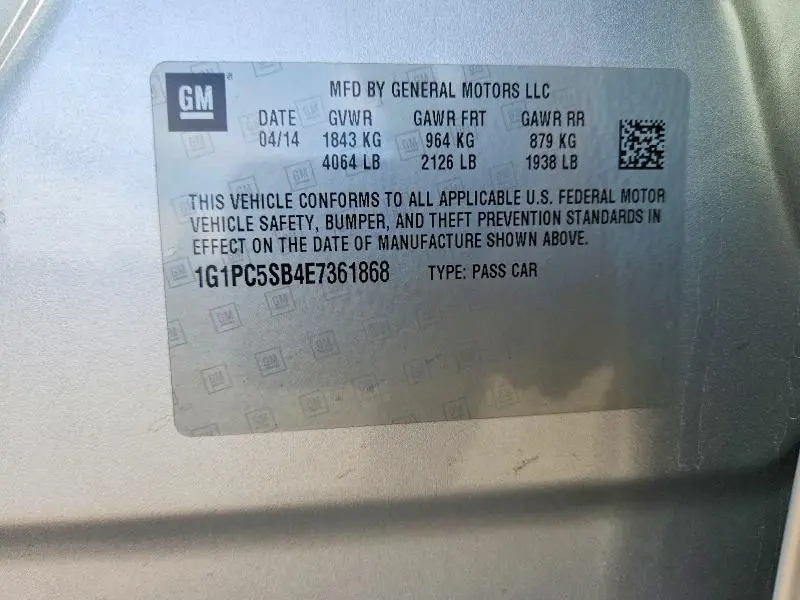 GM
MFD BY GENERAL MOTORS LLC
DATE GVWR GAWR FRT GAWR RR
04/14 1843 KG 964 KG 879 KG
4064 LB 2126 LB 1938 LB
THIS VEHICLE CONFORMS TO ALL APPLICABLE U.S. FEDERAL MOTOR
VEHICLE SAFETY, BUMPER, AND THEFT PREVENTION STANDARDS IN
EFFECT ON THE DATE OF MANUFACTURE SHOWN ABOVE.
1G1PC5SB4E7361868 TYPE: PASS CAR